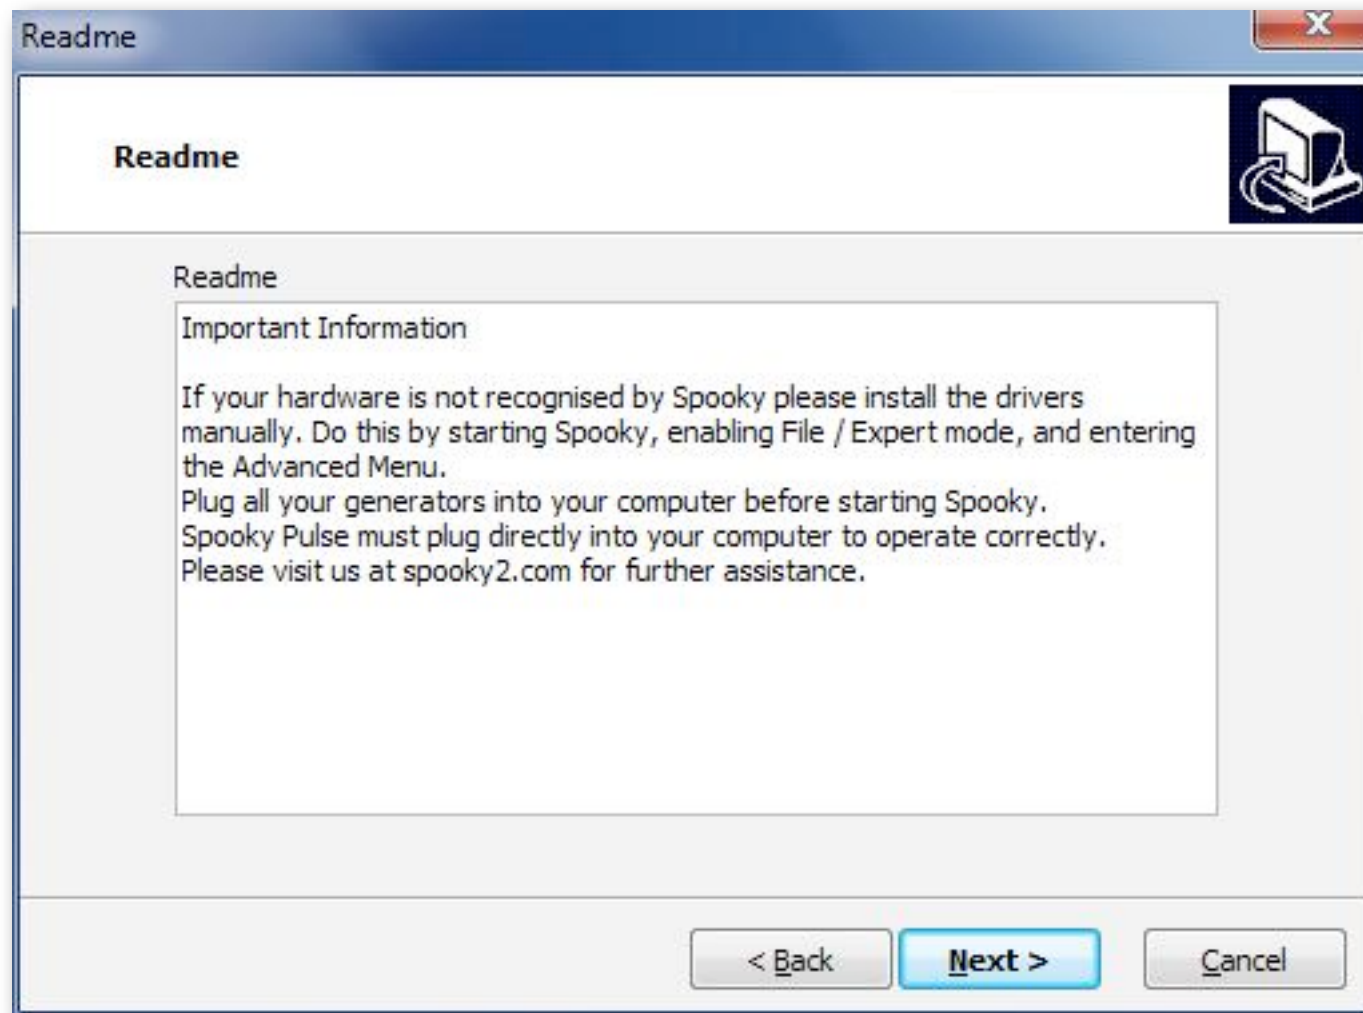 Readme
Readme
Readme
Important Information
If your hardware is not recognised by Spooky please install the drivers
manually. Do this by starting Spooky, enabling File / Expert mode, and entering
the Advanced Menu.
Plug all your generators into your computer before starting Spooky.
Spooky Pulse must plug directly into your computer to operate correctly.
Please visit us at spooky2.com for further assistance.
< Back
Next >
Cancel